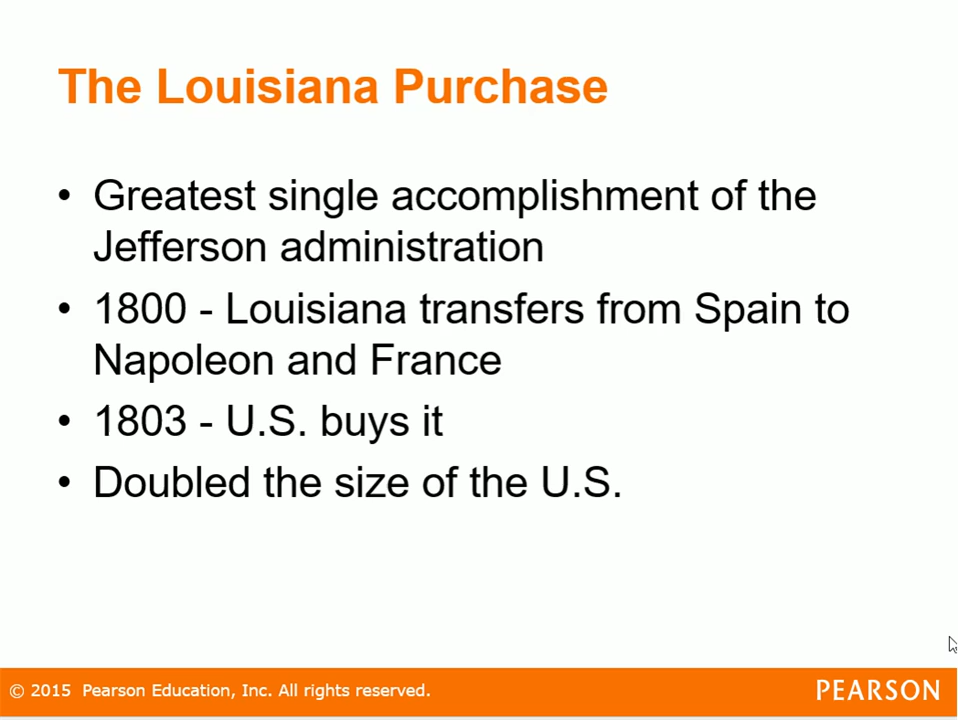 The Louisiana Purchase
• Greatest single accomplishment of the
Jefferson administration
• 1800 - Louisiana transfers from Spain to
Napoleon and France
• 1803 - U.S. buys it
• Doubled the size of the U.S.
© 2015 Pearson Education, Inc. All rights reserved.
PEARSON